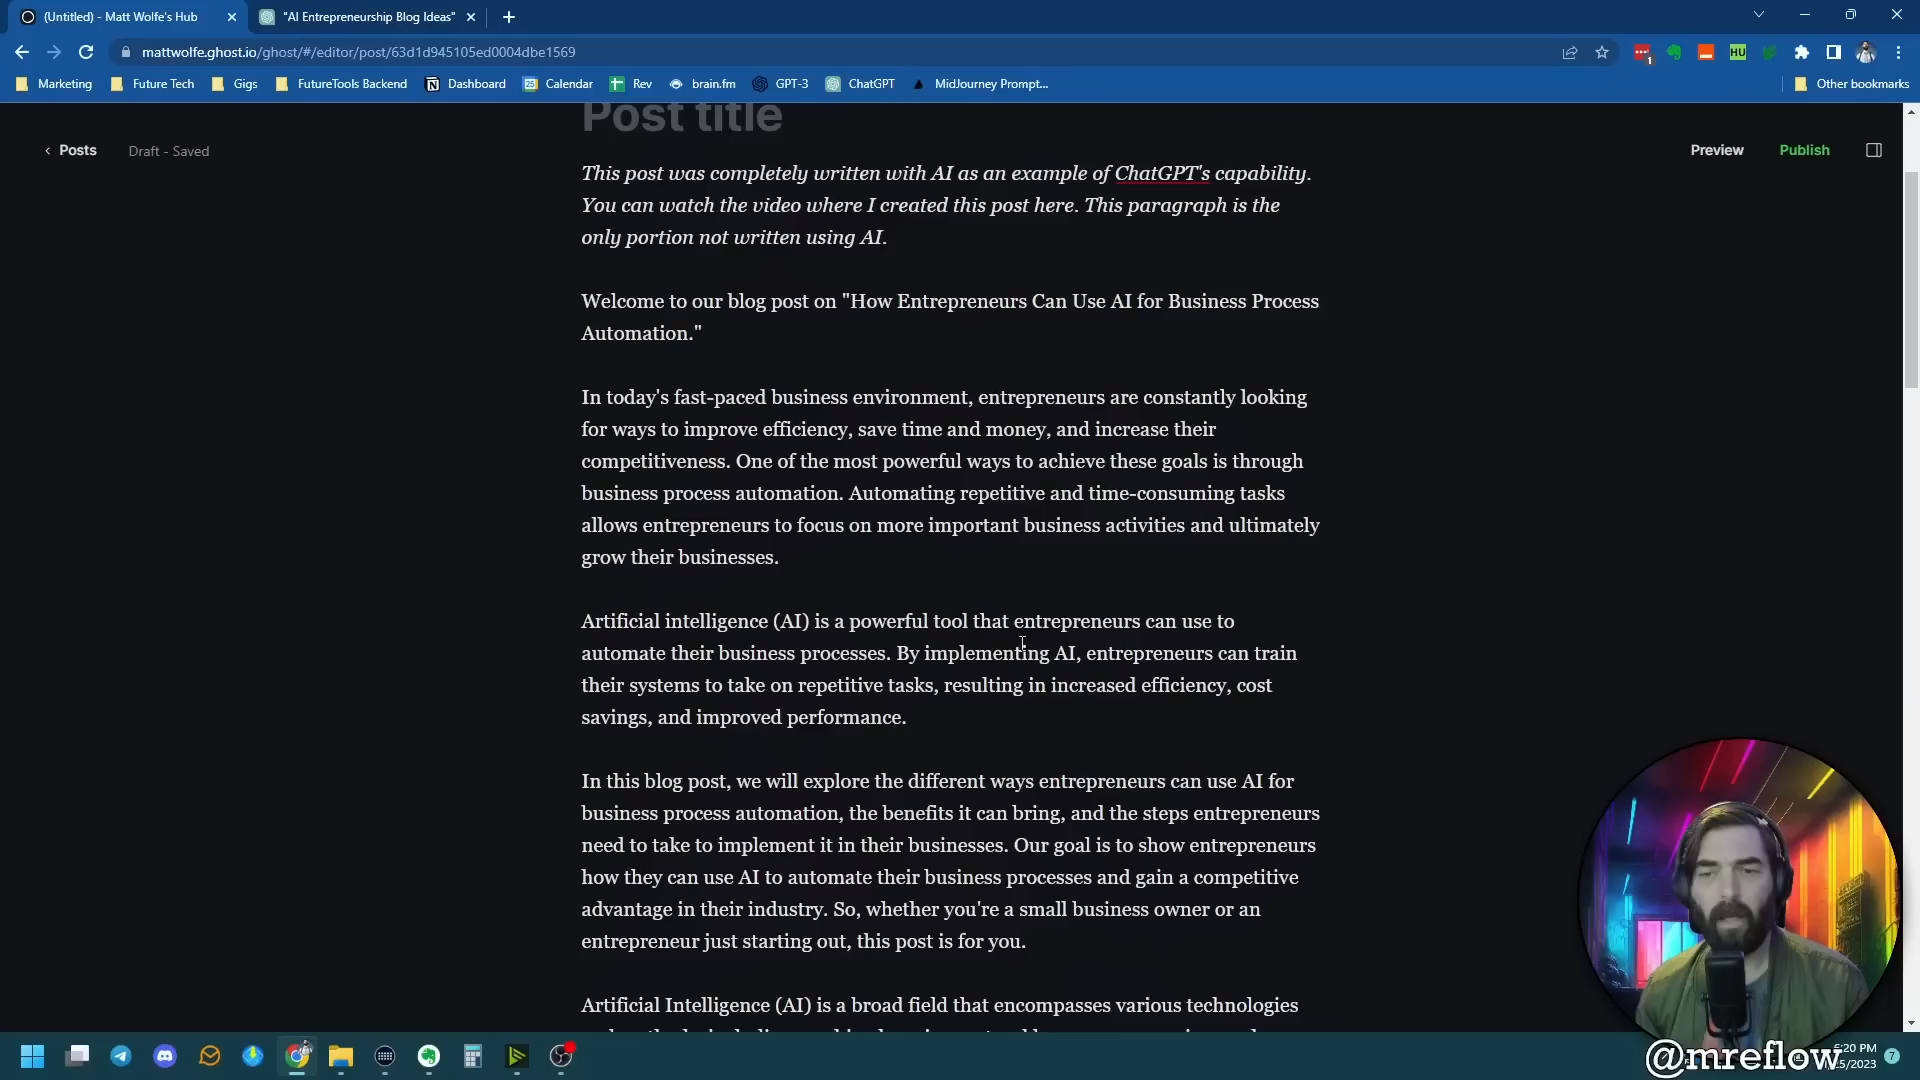 (Untitled) - Matt Wolfe's Hub
"AI Entrepreneurship Blog Ideas"
mattwolfe.ghost.io/ghost/#/editor/post/63d1d945105ed0004dbe1569
HU
1
Marketing
Future Tech
Gigs
FutureTools Backend
Dashboard
Calendar
Rev
brain.fm
GPT-3
ChatGPT
MidJourney Prompt...
Other bookmarks
Post title
Posts
Draft - Saved
Preview
Publish
This post was completely written with AI as an example of ChatGPT's capability.
You can watch the video where I created this post here. This paragraph is the
only portion not written using AI.
Welcome to our blog post on "How Entrepreneurs Can Use AI for Business Process
Automation."
In today's fast-paced business environment, entrepreneurs are constantly looking
for ways to improve efficiency, save time and money, and increase their
competitiveness. One of the most powerful ways to achieve these goals is through
business process automation. Automating repetitive and time-consuming tasks
allows entrepreneurs to focus on more important business activities and ultimately
grow their businesses.
Artificial intelligence (AI) is a powerful tool that entrepreneurs can use to
automate their business processes. By implementing AI, entrepreneurs can train
their systems to take on repetitive tasks, resulting in increased efficiency, cost
savings, and improved performance.
In this blog post, we will explore the different ways entrepreneurs can use AI for
business process automation, the benefits it can bring, and the steps entrepreneurs
need to take to implement it in their businesses. Our goal is to show entrepreneurs
how they can use AI to automate their business processes and gain a competitive
advantage in their industry. So, whether you're a small business owner or an
entrepreneur just starting out, this post is for you.
Artificial Intelligence (AI) is a broad field that encompasses various technologies
@mreflow
:20 PM
5/2023
7